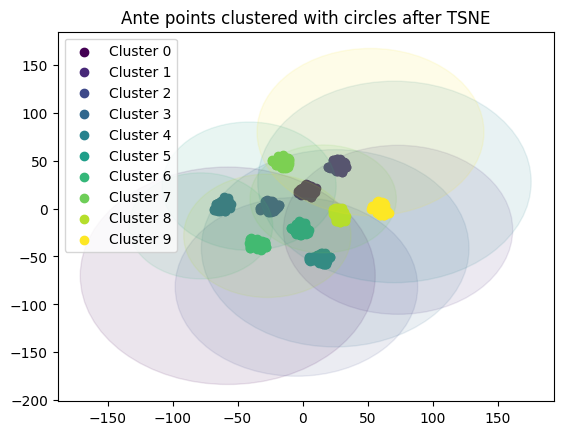 Ante points clustered with circles after TSNE
Cluster 0
Cluster 1
Cluster 2
Cluster 3
Cluster 4
Cluster 5
Cluster 6
Cluster 7
Cluster 8
Cluster 9
150
100
50
0
−50
−100
−150
−200
−150 −100 −50 0 50 100 150